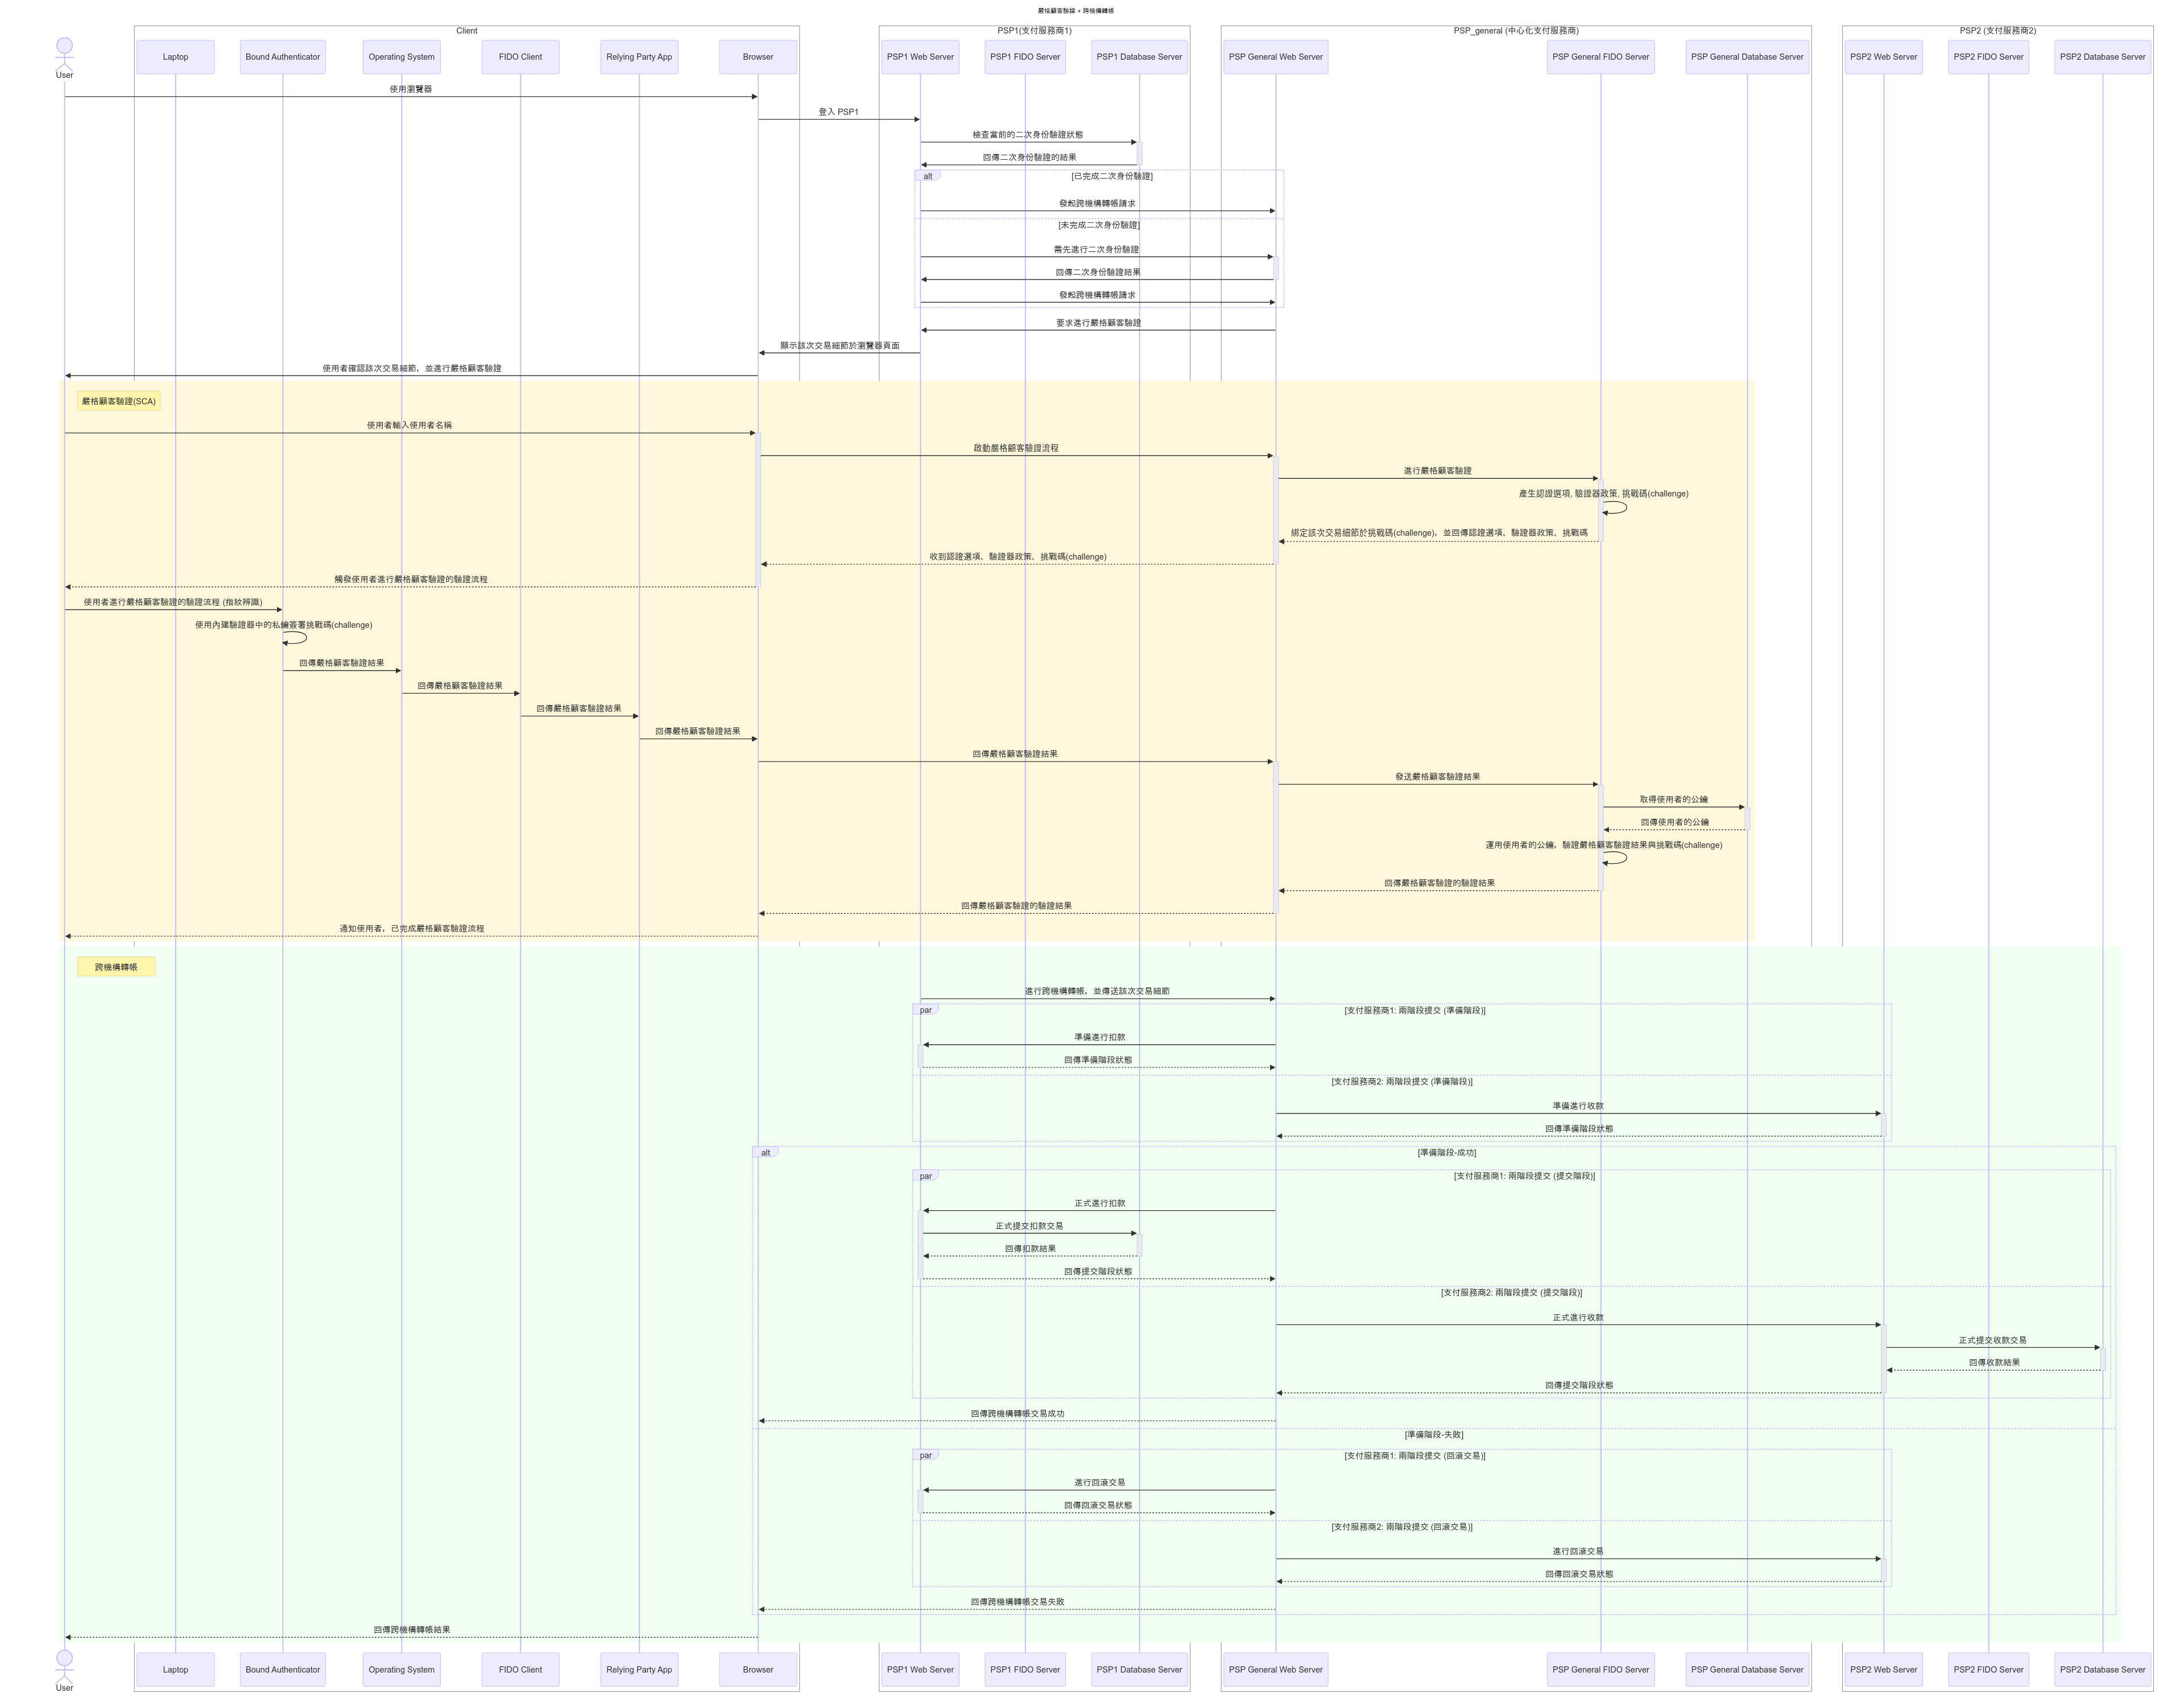 嚴格顧客驗證 + 跨機構轉帳
Client
PSP1(支付服務商1)
PSP_general (中心化支付服務商)
PSP2 (支付服務商2)
User
Laptop
Bound Authenticator
Operating System
FIDO Client
Relying Party App
Browser
PSP1 Web Server
PSP1 FIDO Server
PSP1 Database Server
PSP General Web Server
PSP General FIDO Server
PSP General Database Server
PSP2 Web Server
PSP2 FIDO Server
PSP2 Database Server
使用瀏覽器
登入 PSP1
檢查當前的二次身份驗證狀態
回傳二次身份驗證的結果
alt
[已完成二次身份驗證]
發起跨機構轉帳請求
[未完成二次身份驗證]
需先進行二次身份驗證
回傳二次身份驗證結果
發起跨機構轉帳請求
要求進行嚴格顧客驗證
顯示該次交易細節於瀏覽器頁面
使用者確認該次交易細節，並進行嚴格顧客驗證
嚴格顧客驗證(SCA)
使用者輸入使用者名稱
啟動嚴格顧客驗證流程
進行嚴格顧客驗證
產生認證選項, 驗證器政策, 挑戰碼(challenge)
綁定該次交易細節於挑戰碼(challenge)，並回傳認證選項、驗證器政策、挑戰碼
收到認證選項、驗證器政策、挑戰碼(challenge)
觸發使用者進行嚴格顧客驗證的驗證流程
使用者進行嚴格顧客驗證的驗證流程 (指紋辨識)
使用內建驗證器中的私鑰簽署挑戰碼(challenge)
回傳嚴格顧客驗證結果
回傳嚴格顧客驗證結果
回傳嚴格顧客驗證結果
回傳嚴格顧客驗證結果
回傳嚴格顧客驗證結果
發送嚴格顧客驗證結果
取得使用者的公鑰
回傳使用者的公鑰
運用使用者的公鑰，驗證嚴格顧客驗證結果與挑戰碼(challenge)
回傳嚴格顧客驗證的驗證結果
回傳嚴格顧客驗證的驗證結果
通知使用者，已完成嚴格顧客驗證流程
跨機構轉帳
進行跨機構轉帳，並傳送該次交易細節
par
[支付服務商1: 兩階段提交 (準備階段)]
準備進行扣款
回傳準備階段狀態
[支付服務商2: 兩階段提交 (準備階段)]
準備進行收款
回傳準備階段狀態
alt
[準備階段-成功]
par
[支付服務商1: 兩階段提交 (提交階段)]
正式進行扣款
正式提交扣款交易
回傳扣款結果
回傳提交階段狀態
[支付服務商2: 兩階段提交 (提交階段)]
正式進行收款
正式提交收款交易
回傳收款結果
回傳提交階段狀態
回傳跨機構轉帳交易成功
[準備階段-失敗]
par
[支付服務商1: 兩階段提交 (回滾交易)]
進行回滾交易
回傳回滾交易狀態
[支付服務商2: 兩階段提交 (回滾交易)]
進行回滾交易
回傳回滾交易狀態
回傳跨機構轉帳交易失敗
回傳跨機構轉帳結果
User
Laptop
Bound Authenticator
Operating System
FIDO Client
Relying Party App
Browser
PSP1 Web Server
PSP1 FIDO Server
PSP1 Database Server
PSP General Web Server
PSP General FIDO Server
PSP General Database Server
PSP2 Web Server
PSP2 FIDO Server
PSP2 Database Server